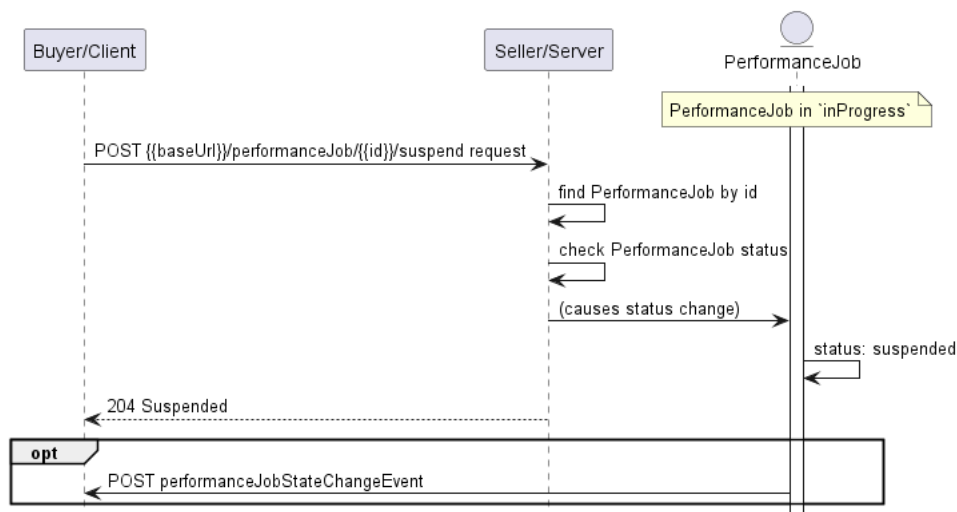 Buyer/Client
Seller/Server
PerformanceJob
PerformanceJob in `inProgress`
POST {{baseUrl}}/performanceJob/{{id}}/suspend request
find PerformanceJob by id
check PerformanceJob status
(causes status change)
status: suspended
204 Suspended
opt
POST performanceJobStateChangeEvent